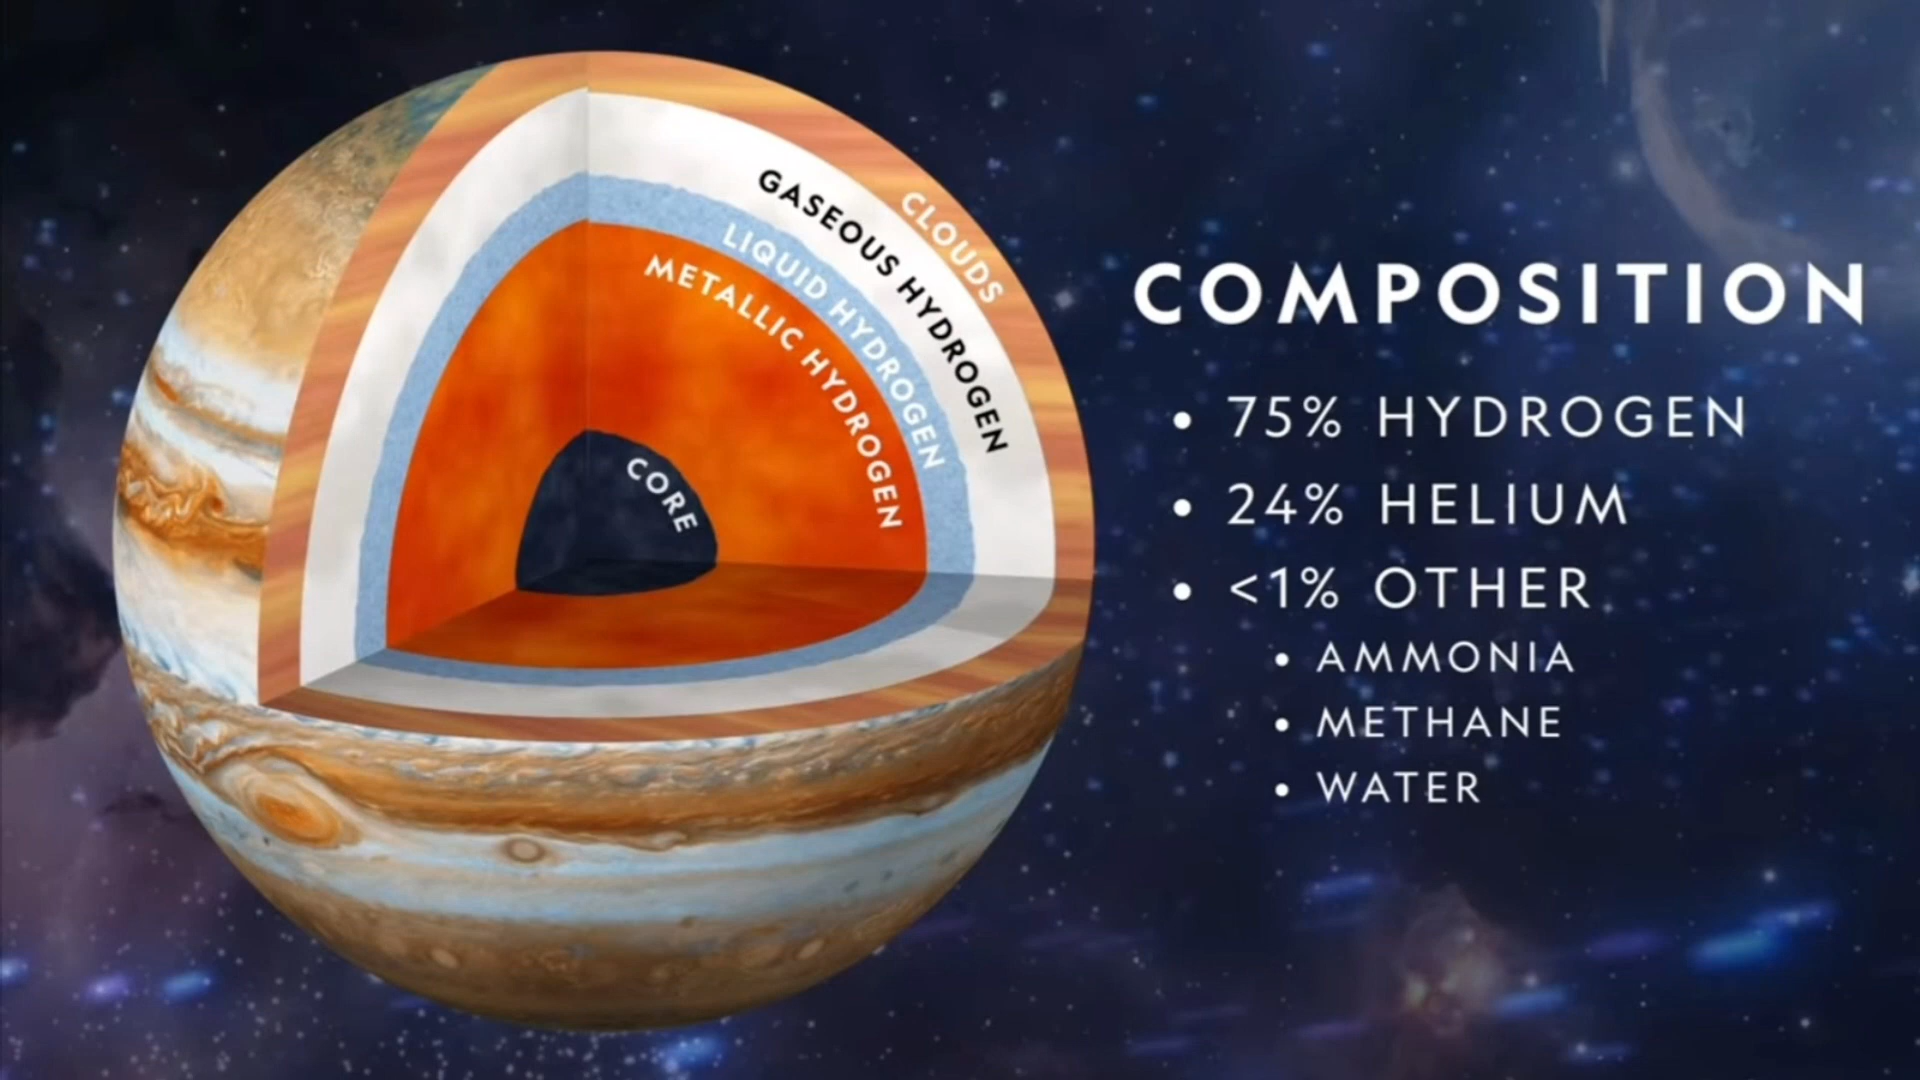 CLOUDS
GASEOUS HYDROGEN
LIQUID HYDROGEN
METALLIC HYDROGEN
CORE
COMPOSITION
• 75% HYDROGEN
• 24% HELIUM
• <1% OTHER
• AMMONIA
• METHANE
• WATER